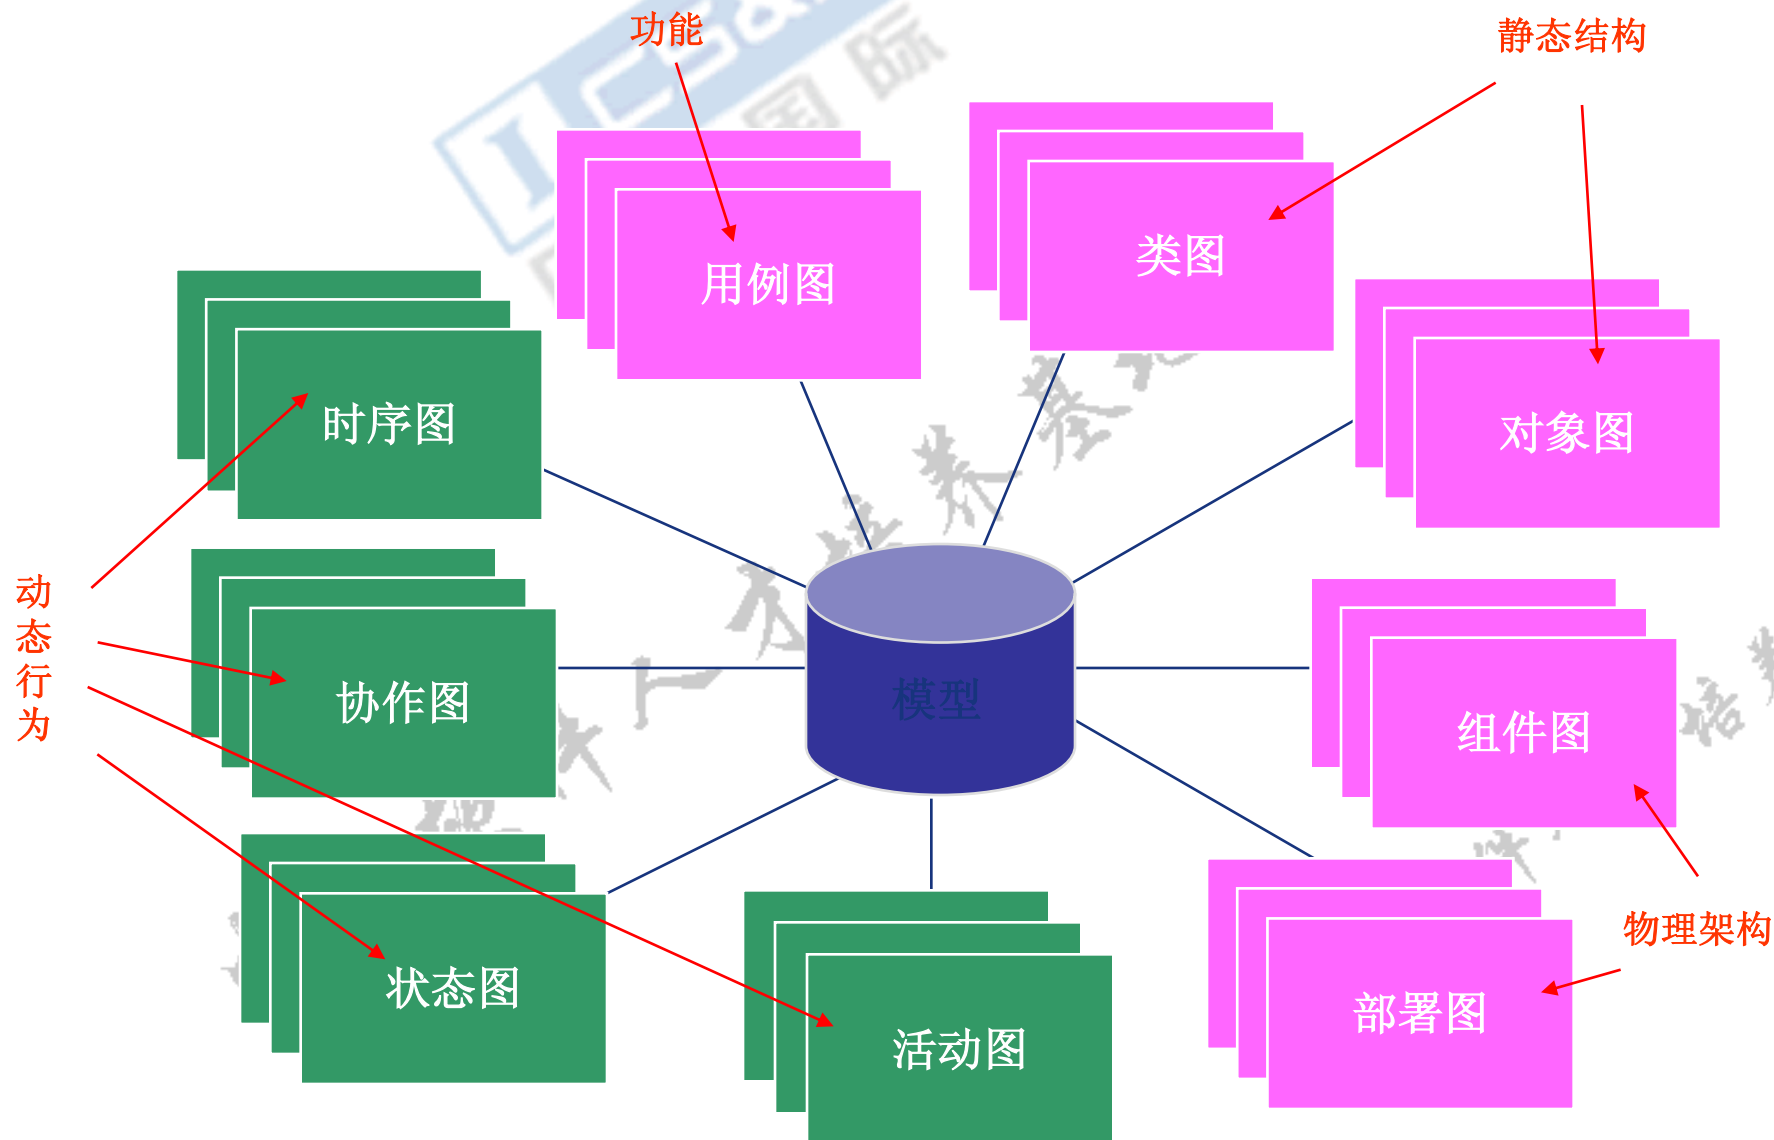 功能
静态结构
用例图
类图
时序图
对象图
动态行为
协作图
模型
组件图
物理架构
状态图
活动图
部署图
国际